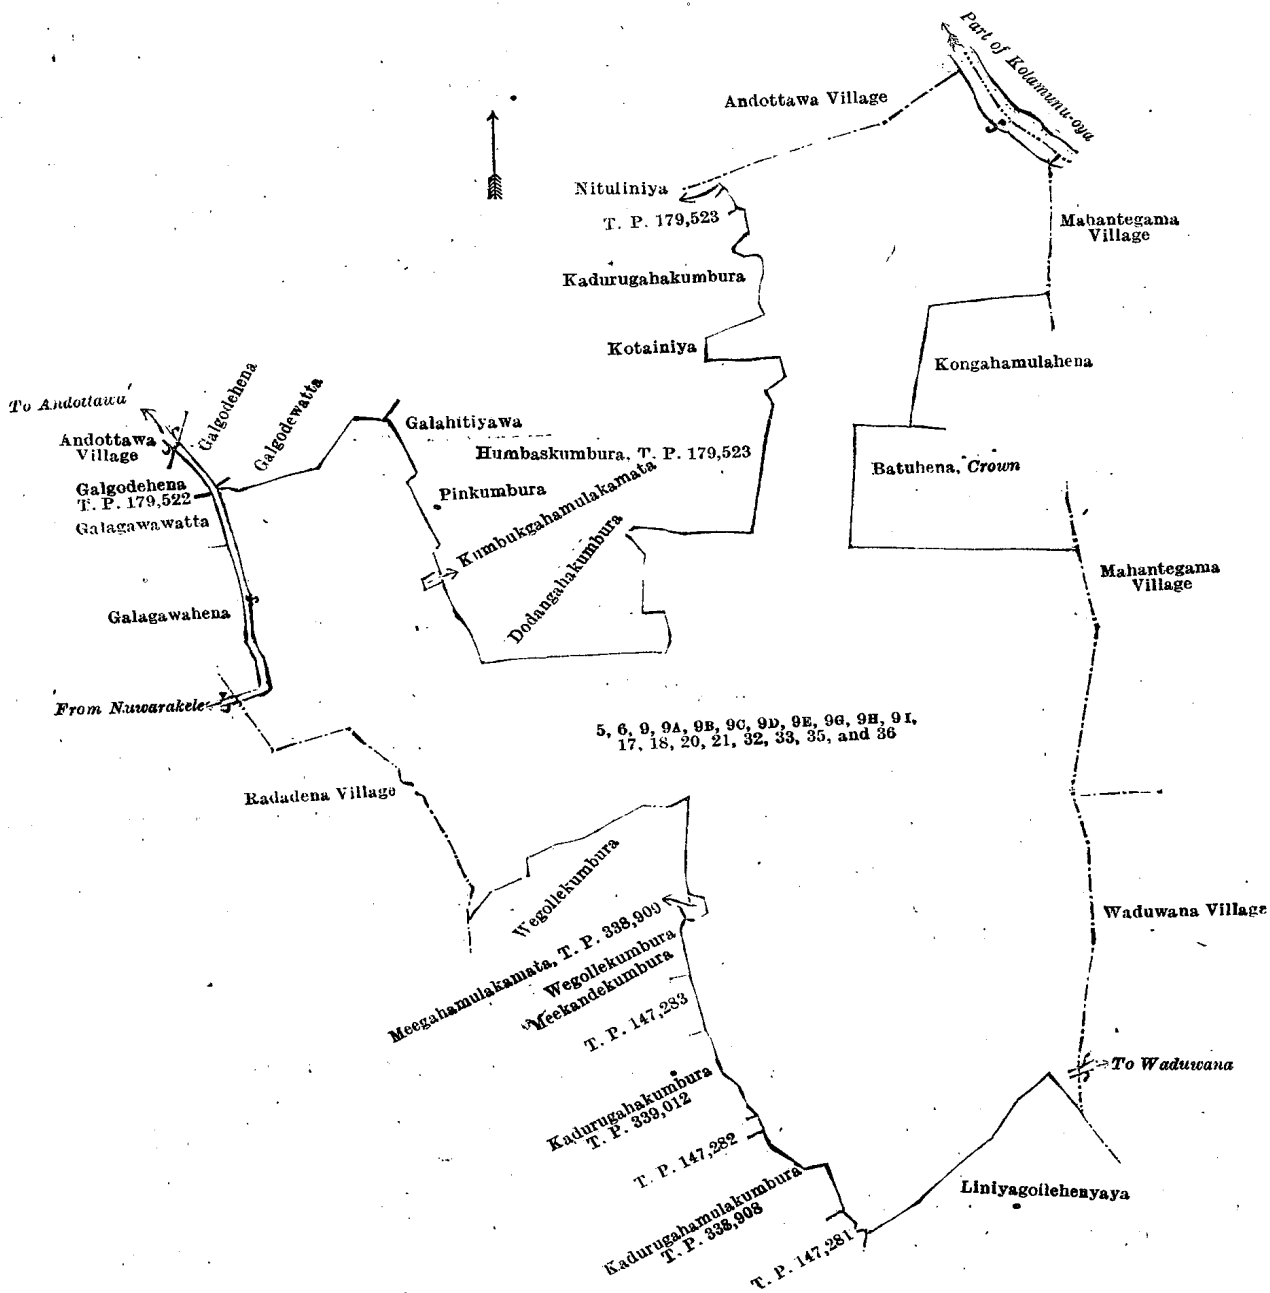 Part of Kolamunu-oya
Andottawa Village
Nituliniya
T. P. 179,523
Mahantegama
Village
Kadurugahakumbura
Kotainiya
Kongahamulahena
To Andottawa
Galgodehena
Galgodewatta
Andottawa
Village
Galahitiyawa
Humbaskumbura, T. P. 179,523
Batuhena, Crown
Galgodehena
T. P. 179,522
Pinkumbura
Kumbukgahamulakamata
Galagawawatta
Dodangahakumbura
Mahantegama
Village
Galagawahena
From Nuwarakele
5, 6, 9, 9A, 9B, 9C, 9D, 9E, 9G, 9H, 9I,
17, 18, 20, 21, 32, 33, 35, and 36
Radadena Village
Wegollekumbura
Waduwana Village
Meegahamulakamata, T. P. 338,909
Wegollekumbura
Meekandekumbura
T. P. 147,283
To Waduwana
Kadurugahakumbura
T. P. 339,012
T. P. 147,282
Liniyagollehenyaya
Kadurugahamulakumbura
T. P. 338,908
T. P. 147,281